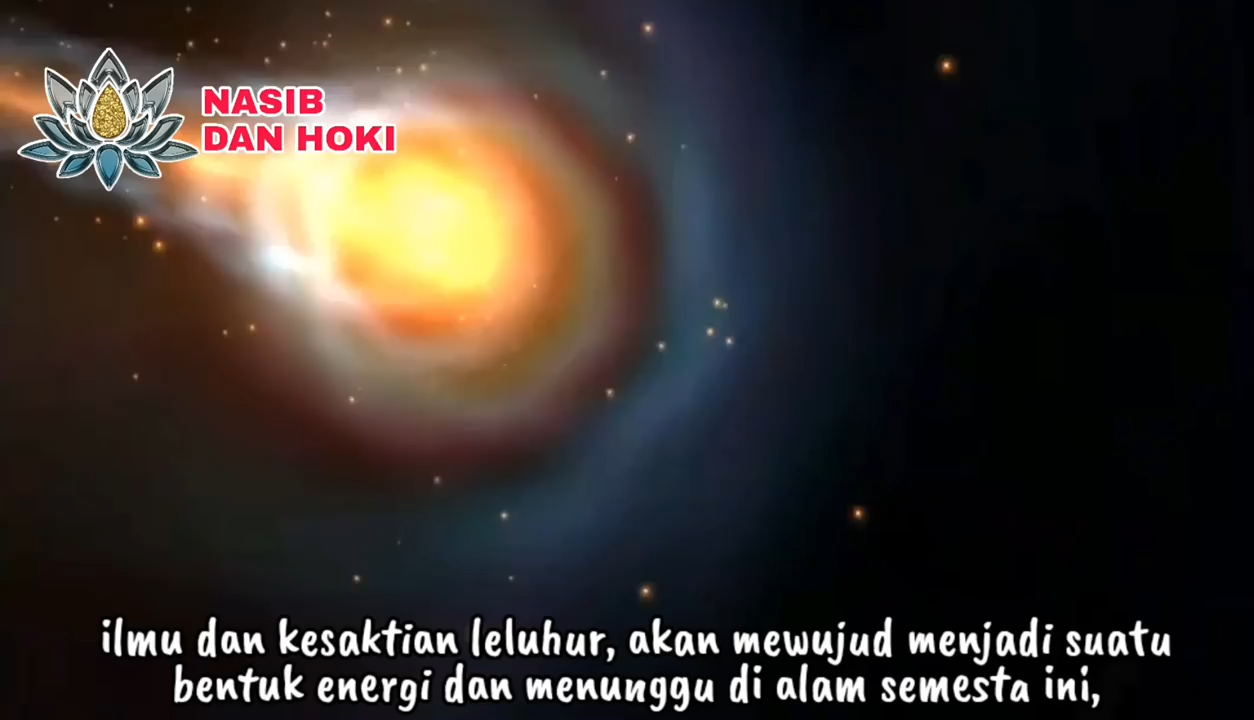 NASIB
DAN HOKI
ilmu dan kesaktian leluhur, akan mewujud menjadi suatu
bentuk energi dan menunggu di alam semesta ini,